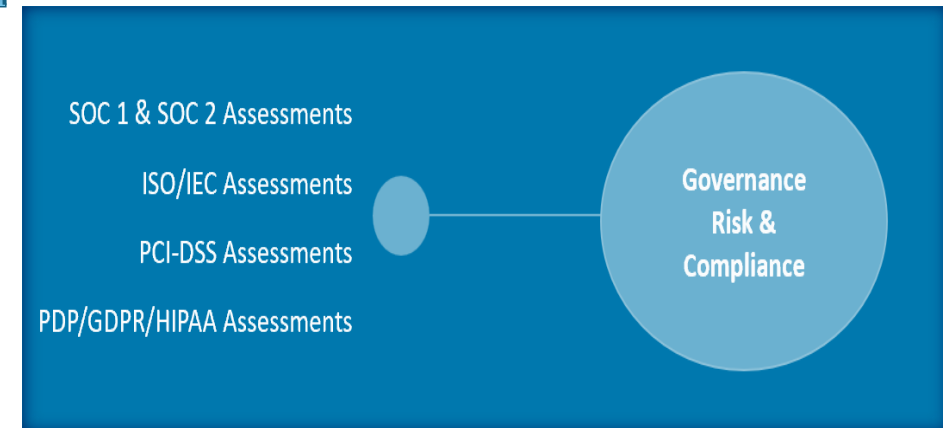 SOC 1 & SOC 2 Assessments
ISO/IEC Assessments
PCI-DSS Assessments
PDP/GDPR/HIPAA Assessments
Governance
Risk &
Compliance